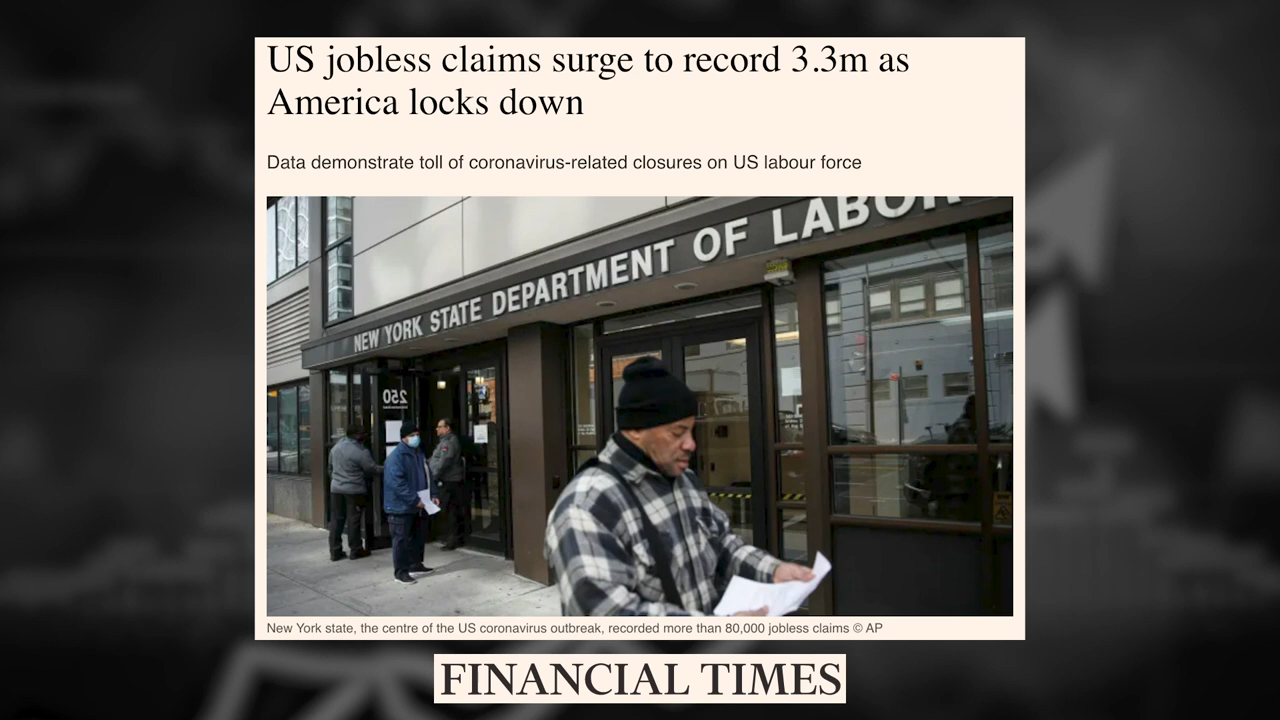 US jobless claims surge to record 3.3m as
America locks down
Data demonstrate toll of coronavirus-related closures on US labour force
NEW YORK STATE DEPARTMENT OF LABOR
250
New York state, the centre of the US coronavirus outbreak, recorded more than 80,000 jobless claims © AP
FINANCIAL TIMES